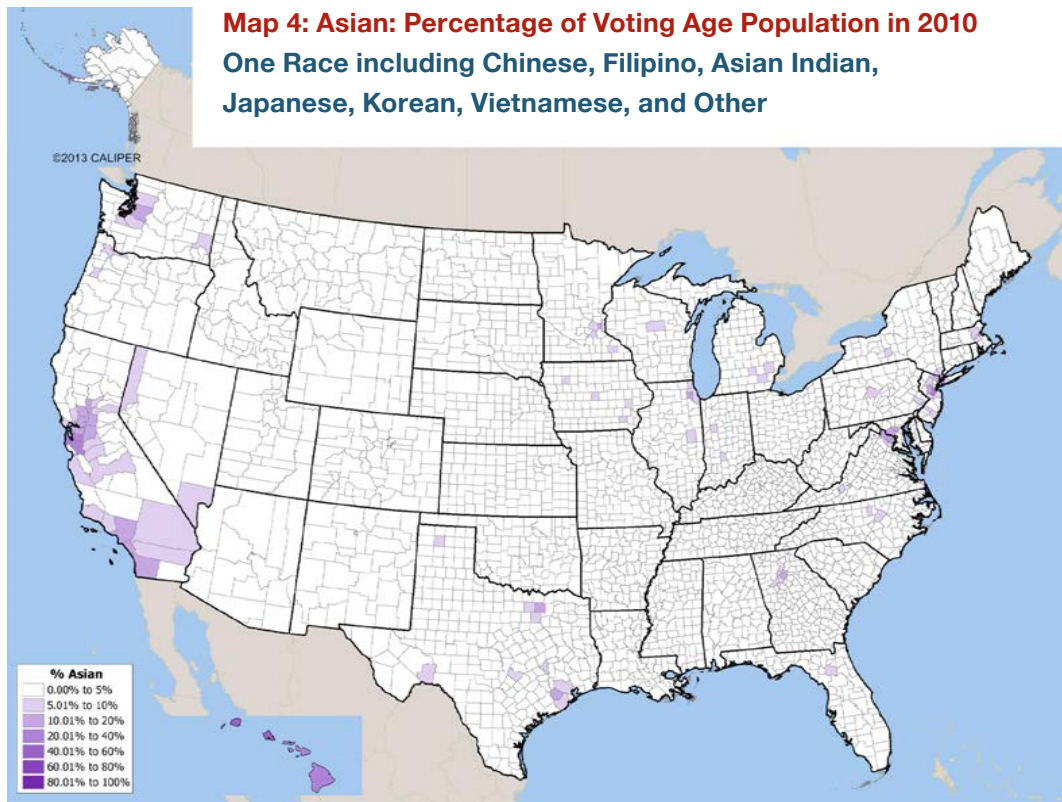 Map 4: Asian: Percentage of Voting Age Population in 2010
One Race including Chinese, Filipino, Asian Indian,
Japanese, Korean, Vietnamese, and Other
©2013 CALIPER
% Asian
0.00% to 5%
5.01% to 10%
10.01% to 20%
20.01% to 40%
40.01% to 60%
60.01% to 80%
80.01% to 100%